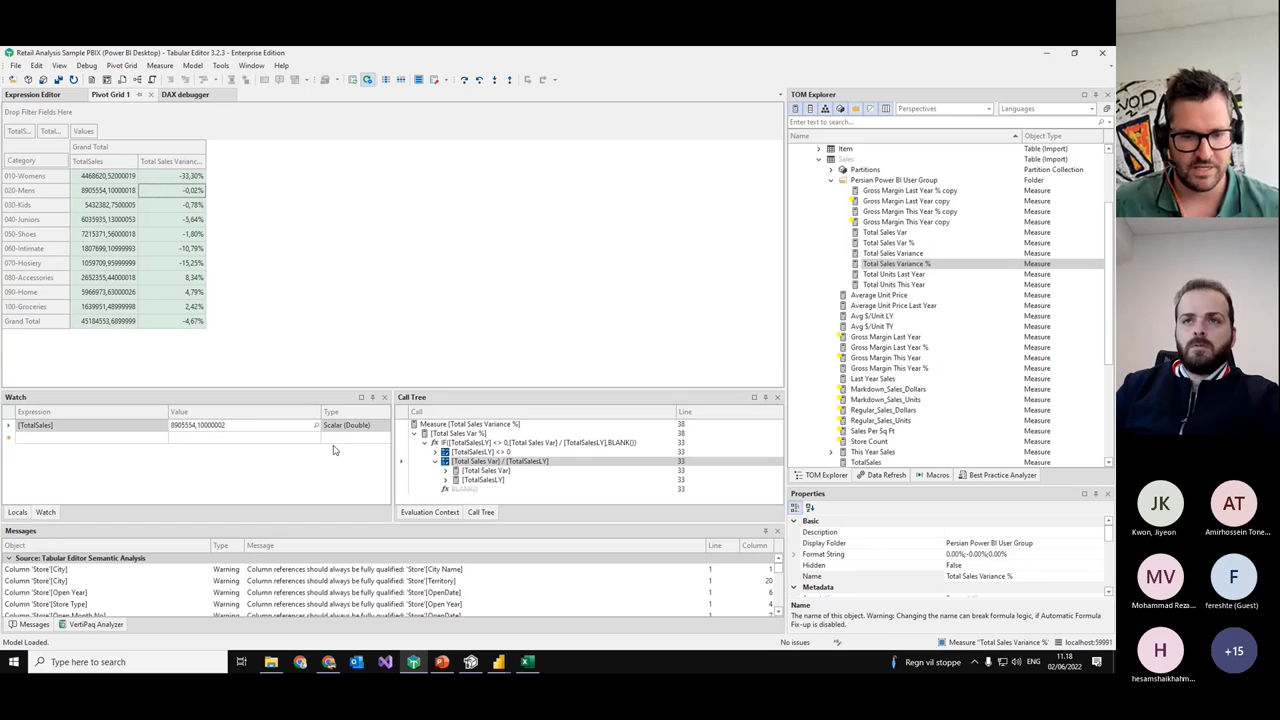 Retail Analysis Sample PBIX (Power BI Desktop) - Tabular Editor 3.2.3 - Enterprise Edition
File Edit View Debug Pivot Grid Measure Model Tools Window Help
Expression Editor Pivot Grid 1 DAX debugger
Drop Filter Fields Here
TotalS... Total... Values
Grand Total
Category TotalSales Total Sales Varianc...
010-Womens 4468620,52000019 -33,30%
020-Mens 8905554,10000018 -0,02%
030-Kids 5432382,7500005 -0,78%
040-Juniors 6035935,13000053 -5,64%
050-Shoes 7215371,56000018 -1,80%
060-Intimate 1807699,10999993 -10,79%
070-Hosiery 1059709,95999999 -15,25%
080-Accessories 2652355,44000018 8,34%
090-Home 5966973,63000026 4,79%
100-Groceries 1639951,48999998 2,42%
Grand Total 45184553,6899999 -4,67%
Watch
Expression Value Type
[TotalSales] 8905554,10000002 Scalar (Double)
Locals Watch
Call Tree
Call Line
Measure [Total Sales Variance %] 38
[Total Sales Var %] 38
IF([TotalSalesLY] <> 0,[Total Sales Var] / [TotalSalesLY],BLANK()) 33
[TotalSalesLY] <> 0 33
[Total Sales Var] / [TotalSalesLY] 33
[Total Sales Var] 33
[TotalSalesLY] 33
BLANK() 33
Evaluation Context Call Tree
Messages
Object Type Message Line Column
Source: Tabular Editor Semantic Analysis
Column 'Store'[City] Warning Column references should always be fully qualified: 'Store'[City Name] 1 1
Column 'Store'[City] Warning Column references should always be fully qualified: 'Store'[Territory] 1 20
Column 'Store'[Open Year] Warning Column references should always be fully qualified: 'Store'[OpenDate] 1 6
Column 'Store'[Store Type] Warning Column references should always be fully qualified: 'Store'[Open Year] 1 4
Messages VertiPaq Analyzer
Model Loaded.
TOM Explorer
Perspectives Languages
Enter text to search...
Name Object Type
Item Table (Import)
Sales Table (Import)
Partitions Partition Collection
Persian Power BI User Group Folder
Gross Margin Last Year % copy Measure
Gross Margin Last Year copy Measure
Gross Margin This Year % copy Measure
Gross Margin This Year copy Measure
Total Sales Var Measure
Total Sales Var % Measure
Total Sales Variance Measure
Total Sales Variance % Measure
Total Units Last Year Measure
Total Units This Year Measure
Average Unit Price Measure
Average Unit Price Last Year Measure
Avg $/Unit LY Measure
Avg $/Unit TY Measure
Gross Margin Last Year Measure
Gross Margin Last Year % Measure
Gross Margin This Year Measure
Gross Margin This Year % Measure
Last Year Sales Measure
Markdown_Sales_Dollars Measure
Markdown_Sales_Units Measure
Regular_Sales_Dollars Measure
Regular_Sales_Units Measure
Sales Per Sq Ft Measure
Store Count Measure
This Year Sales Measure
TotalSales Measure
TOM Explorer Data Refresh Macros Best Practice Analyzer
Properties
Basic
Description
Display Folder Persian Power BI User Group
Format String 0.00%;-0.00%;0.00%
Hidden False
Name Total Sales Variance %
Metadata
Name
The name of this object. Warning: Changing the name can break formula logic, if Automatic Formula
Fix-up is disabled.
No issues Measure "Total Sales Variance %" localhost:59991
Type here to search
Regn vil stoppe ENG
11.18
02/06/2022
JK AT
Kwon, Jiyeon Amirhossein Tone...
MV F
Mohammad Reza... fereshte (Guest)
H +15
hesamshaikhahm...